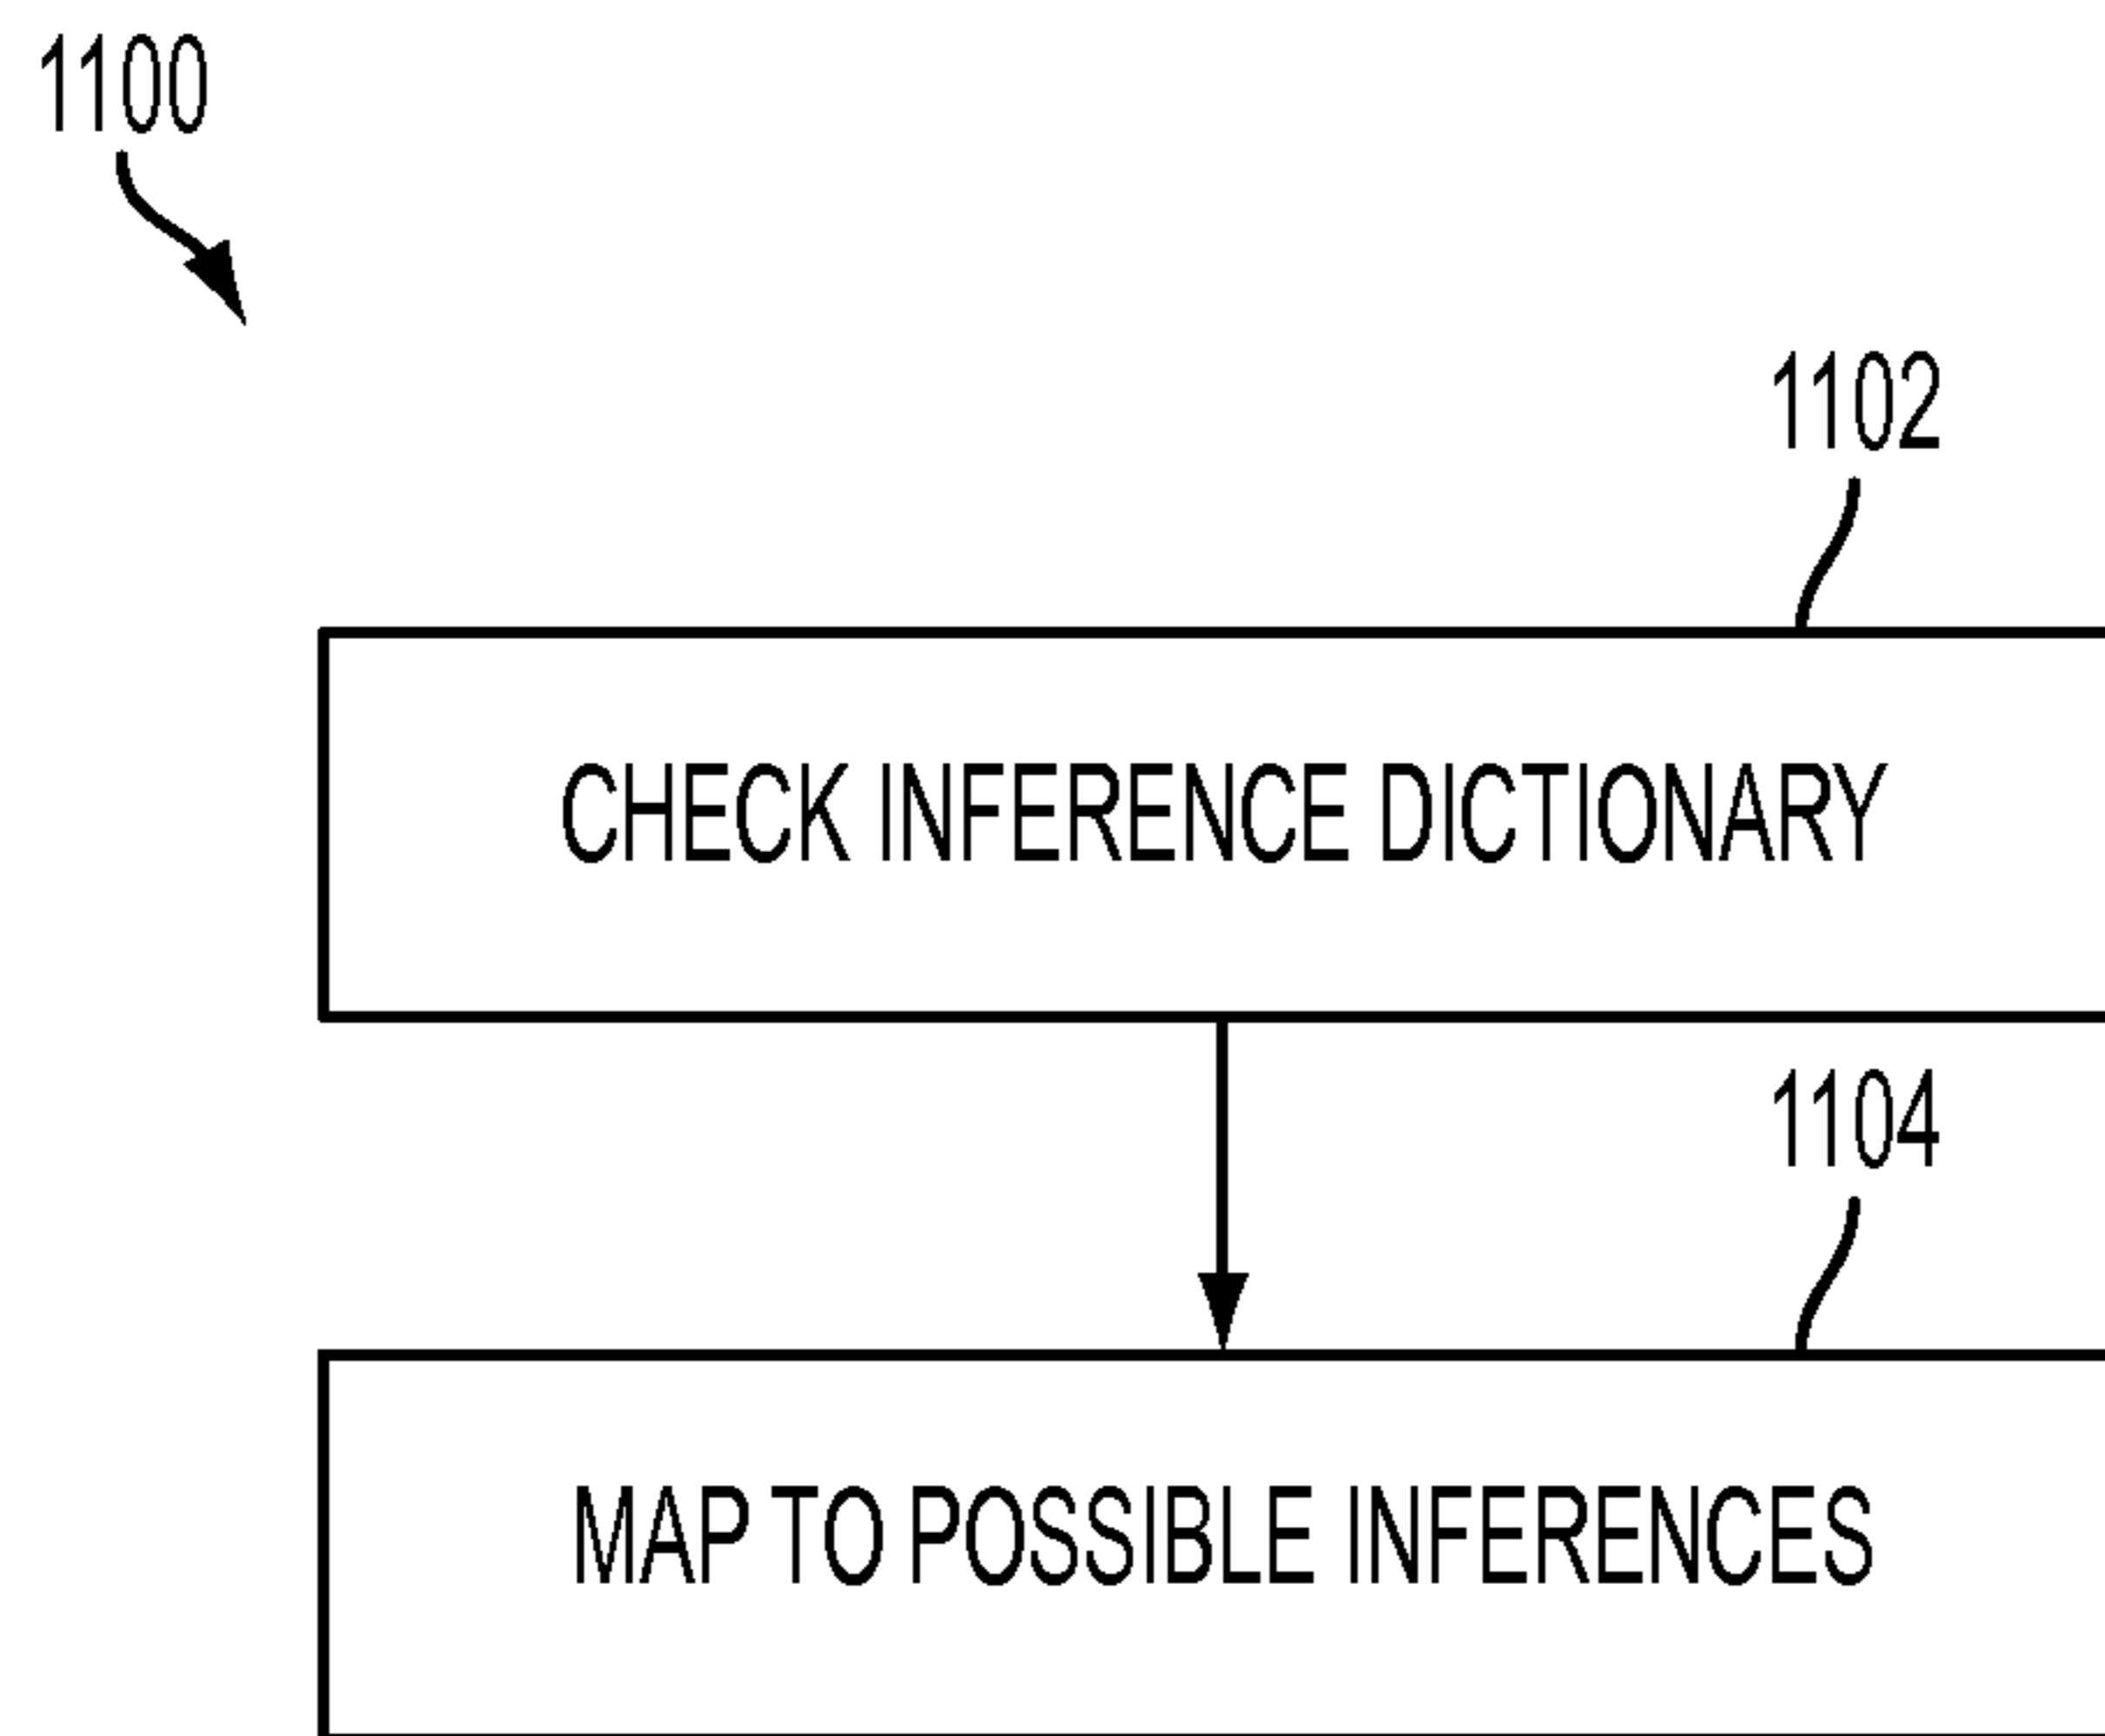 1100
1102
CHECK INFERENCE DICTIONARY
1104
MAP TO POSSIBLE INFERENCES